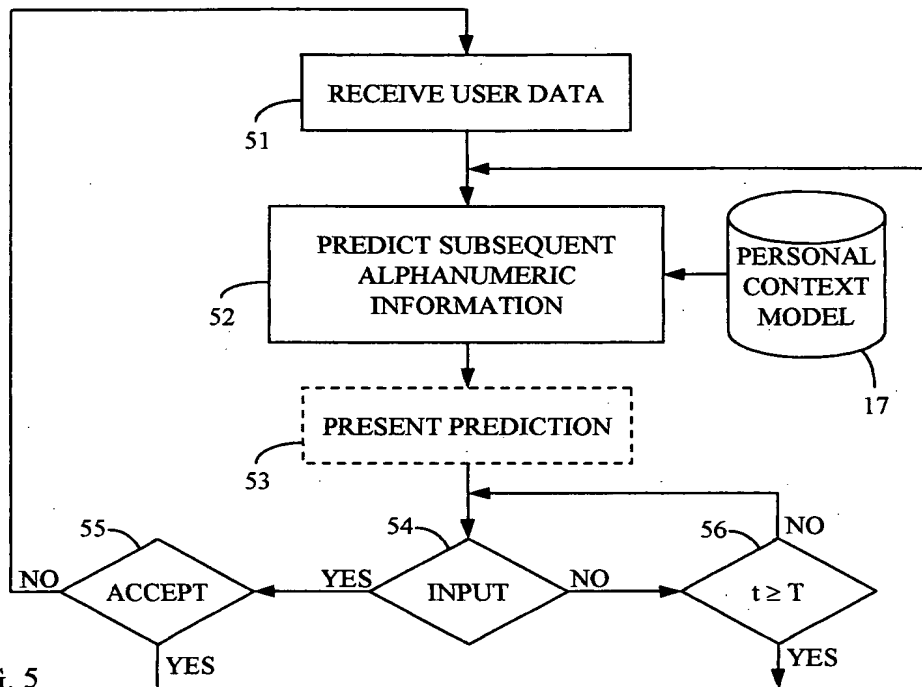 RECEIVE USER DATA
51
PREDICT SUBSEQUENT
ALPHANUMERIC
INFORMATION
52
PERSONAL
CONTEXT
MODEL
17
PRESENT PREDICTION
53
55
54
56
NO
NO
ACCEPT
YES
INPUT
NO
t ≥ T
YES
YES
5